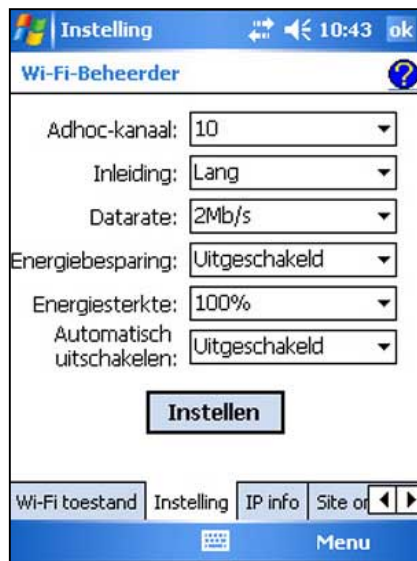 Instelling 10:43 ok
Wi-Fi-Beheerder ?
Adhoc-kanaal: 10
Inleiding: Lang
Datarate: 2Mb/s
Energiebesparing: Uitgeschakeld
Energiesterkte: 100%
Automatisch
uitschakelen: Uitgeschakeld
Instellen
Wi-Fi toestand Instelling IP info Site
Menu